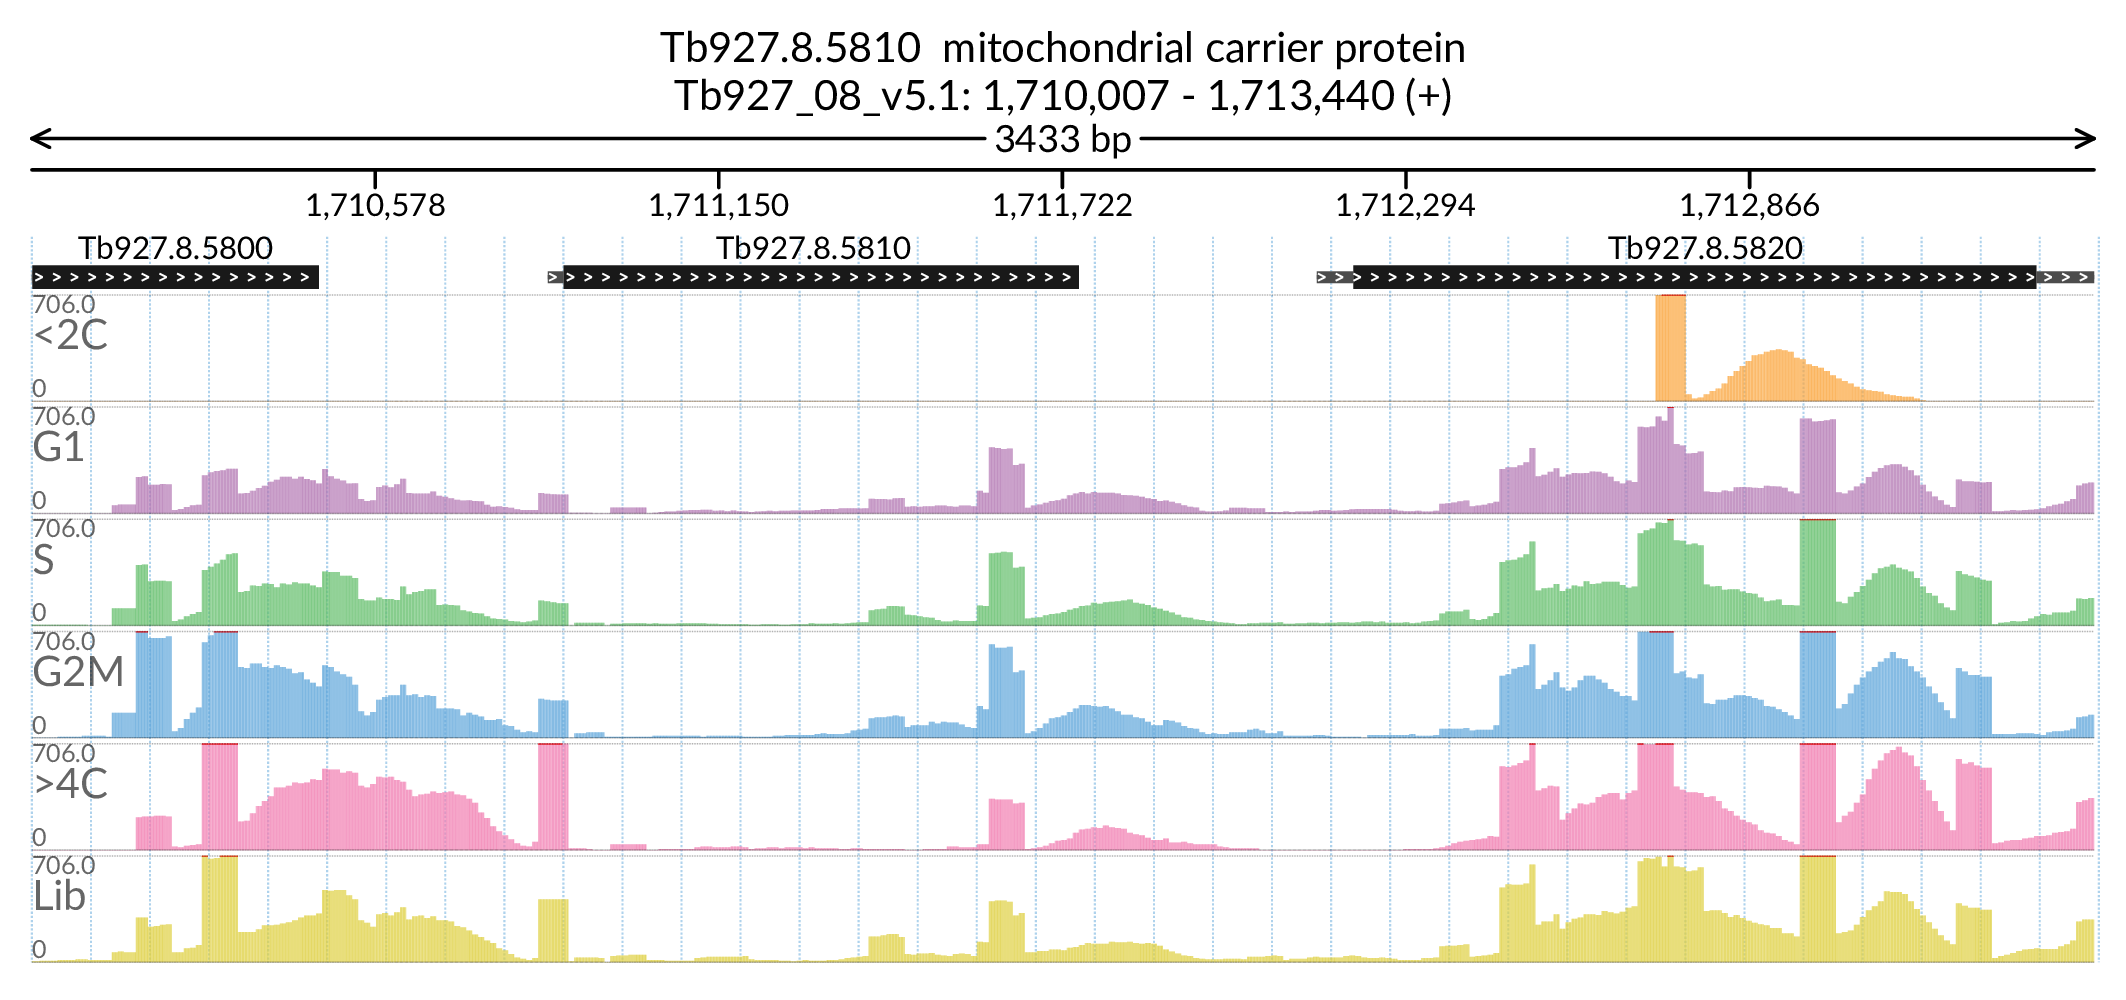 Tb927.8.5810  mitochondrial carrier protein
Tb927_08_v5.1: 1,710,007 - 1,713,440 (+)
3433 bp
1,710,578 1,711,150 1,711,722 1,712,294 1,712,866
Tb927.8.5800 Tb927.8.5810 Tb927.8.5820
706.0
<2C
0
706.0
G1
0
706.0
S
0
706.0
G2M
0
706.0
>4C
0
706.0
Lib
0